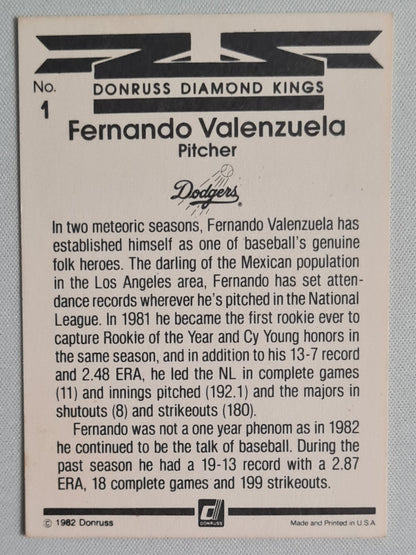 No.
1
DONRUSS DIAMOND KINGS
Fernando Valenzuela
Pitcher
Dodgers®
In two meteoric seasons, Fernando Valenzuela has
established himself as one of baseball's genuine
folk heroes. The darling of the Mexican population
in the Los Angeles area, Fernando has set atten-
dance records wherever he's pitched in the National
League. In 1981 he became the first rookie ever to
capture Rookie of the Year and Cy Young honors in
the same season, and in addition to his 13-7 record
and 2.48 ERA, he led the NL in complete games
(11) and innings pitched (192.1) and the majors in
shutouts (8) and strikeouts (180).
Fernando was not a one year phenom as in 1982
he continued to be the talk of baseball. During the
past season he had a 19-13 record with a 2.87
ERA, 18 complete games and 199 strikeouts.
© 1982 Donruss
DONRUSS
Made and Printed in U.S.A